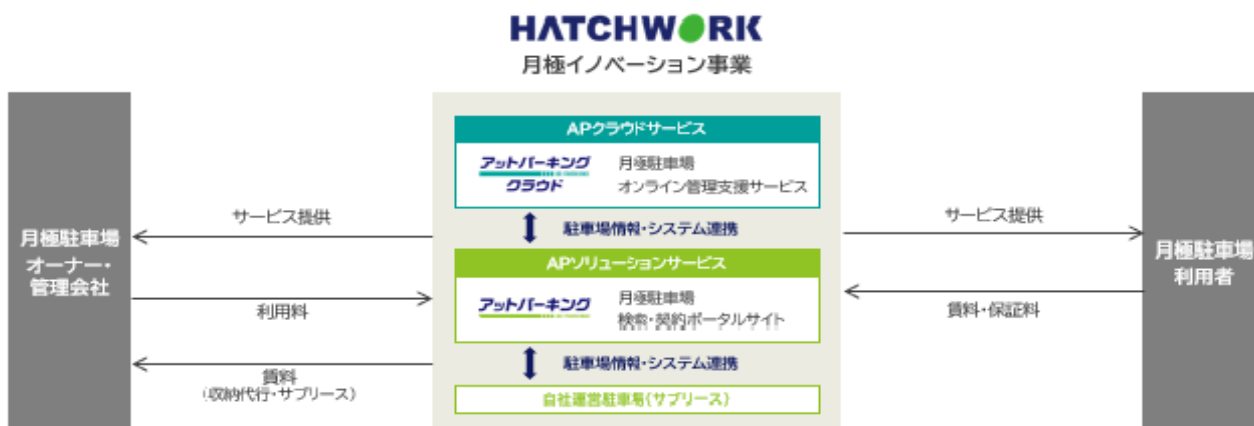 HATCHWORK
月極イノベーション事業
APクラウドサービス
アットパーキング
クラウド
月極駐車場
オンライン管理支援サービス
サービス提供
月極駐車場
オーナー・
管理会社
利用料
賃料
(収納代行・サブリース)
駐車場情報・システム連携
APソリューションサービス
アットパーキング
月極駐車場
検索・契約ポータルサイト
駐車場情報・システム連携
自社運営駐車場(サブリース)
サービス提供
賃料・保証料
月極駐車場
利用者